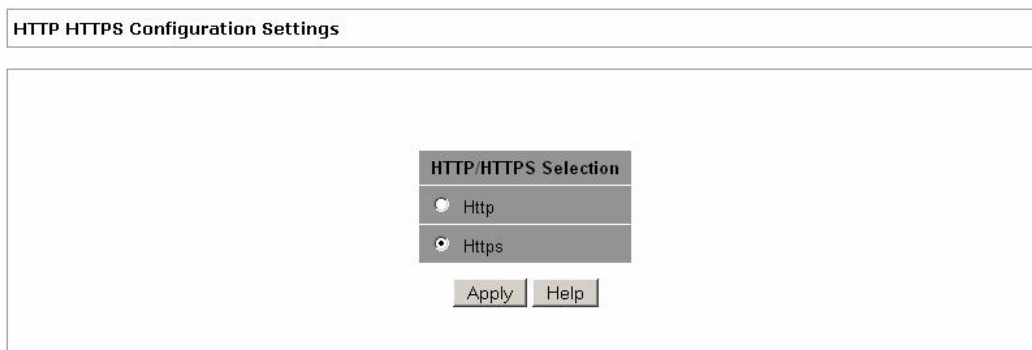 HTTP HTTPS Configuration Settings
HTTP/HTTPS Selection
Http
Https
Apply Help